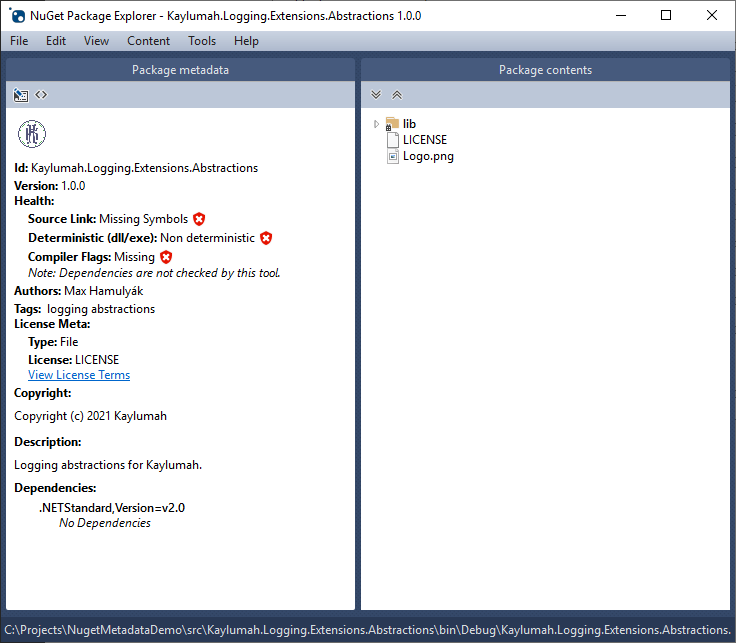 NuGet Package Explorer - Kaylumah.Logging.Extensions.Abstractions 1.0.0
File Edit View Content Tools Help
Package metadata
Id: Kaylumah.Logging.Extensions.Abstractions
Version: 1.0.0
Health:
Source Link: Missing Symbols
Deterministic (dll/exe): Non deterministic
Compiler Flags: Missing
Note: Dependencies are not checked by this tool.
Authors: Max Hamulyák
Tags: logging abstractions
License Meta:
Type: File
License: LICENSE
View License Terms
Copyright:
Copyright (c) 2021 Kaylumah
Description:
Logging abstractions for Kaylumah.
Dependencies:
.NETStandard,Version=v2.0
No Dependencies
Package contents
lib
LICENSE
Logo.png
C:\Projects\NugetMetadataDemo\src\Kaylumah.Logging.Extensions.Abstractions\bin\Debug\Kaylumah.Logging.Extensions.Abstractions.